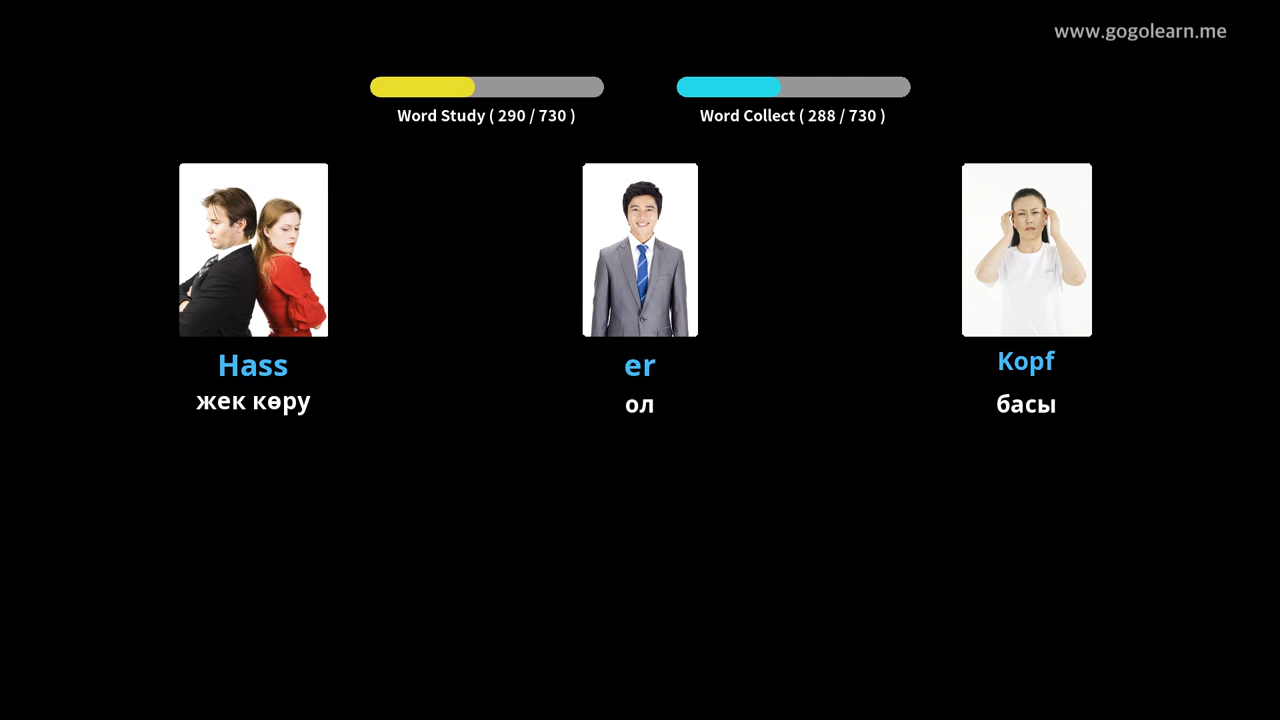 www.gogolearn.me
Word Study ( 290 / 730 )
Word Collect ( 288 / 730 )
Hass
жек көру
er
ол
Kopf
басы